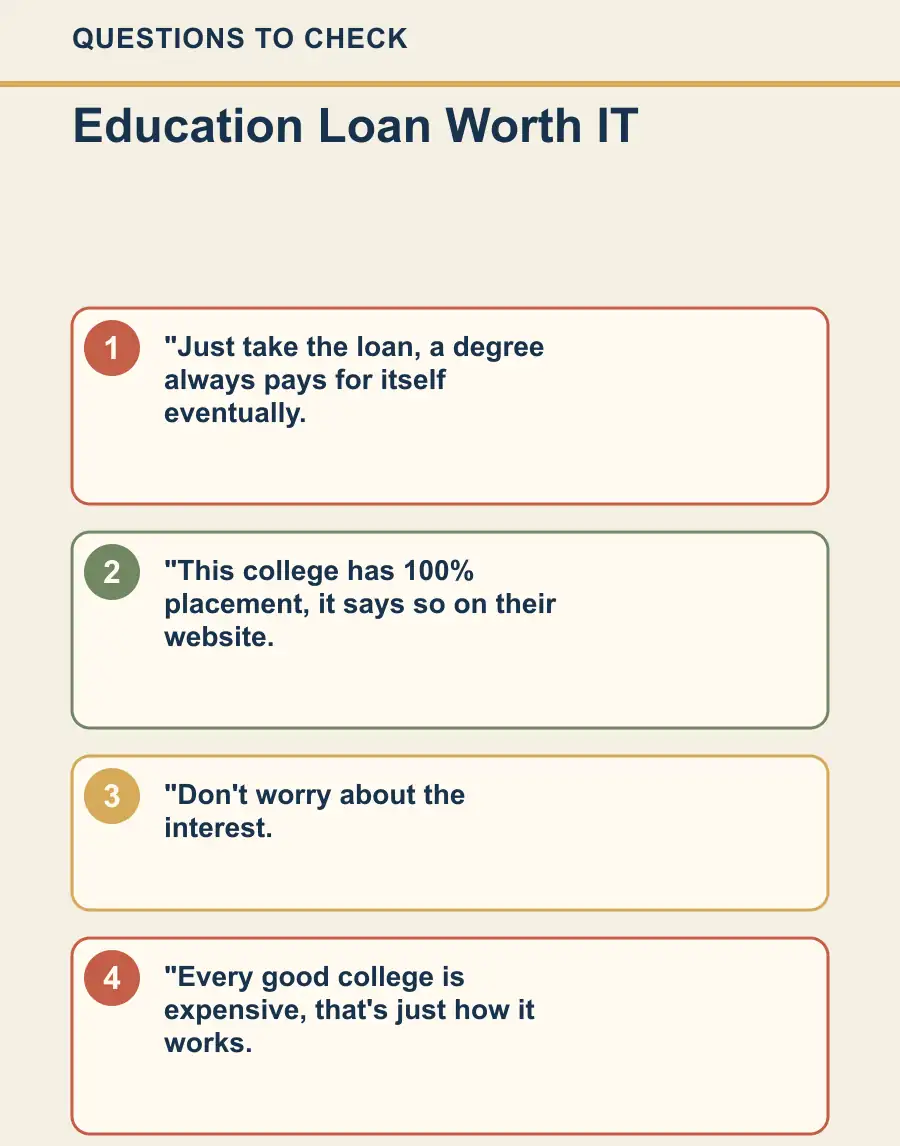 QUESTIONS TO CHECK
Education Loan Worth IT
1
"Just take the loan, a degree
always pays for itself
eventually.
2
"This college has 100%
placement, it says so on their
website.
3
"Don't worry about the
interest.
4
"Every good college is
expensive, that's just how it
works.